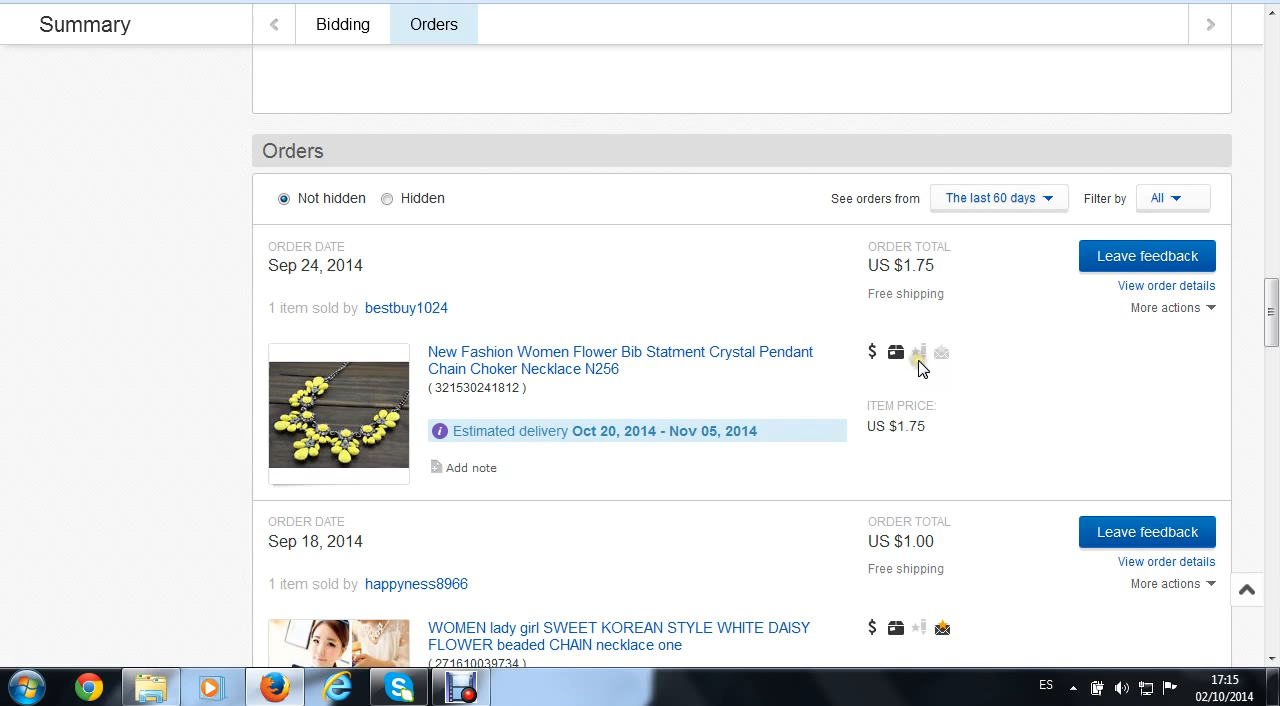 Summary
Bidding
Orders
Orders
Not hidden
Hidden
See orders from
The last 60 days
Filter by
All
ORDER DATE
Sep 24, 2014
ORDER TOTAL
US $1.75
Free shipping
Leave feedback
View order details
More actions
1 item sold by bestbuy1024
New Fashion Women Flower Bib Statment Crystal Pendant
Chain Choker Necklace N256
( 321530241812 )
$
ITEM PRICE:
US $1.75
i Estimated delivery Oct 20, 2014 - Nov 05, 2014
Add note
ORDER DATE
Sep 18, 2014
ORDER TOTAL
US $1.00
Free shipping
Leave feedback
View order details
More actions
1 item sold by happyness8966
WOMEN lady girl SWEET KOREAN STYLE WHITE DAISY
FLOWER beaded CHAIN necklace one
( 271610039734 )
$
ES
17:15
02/10/2014